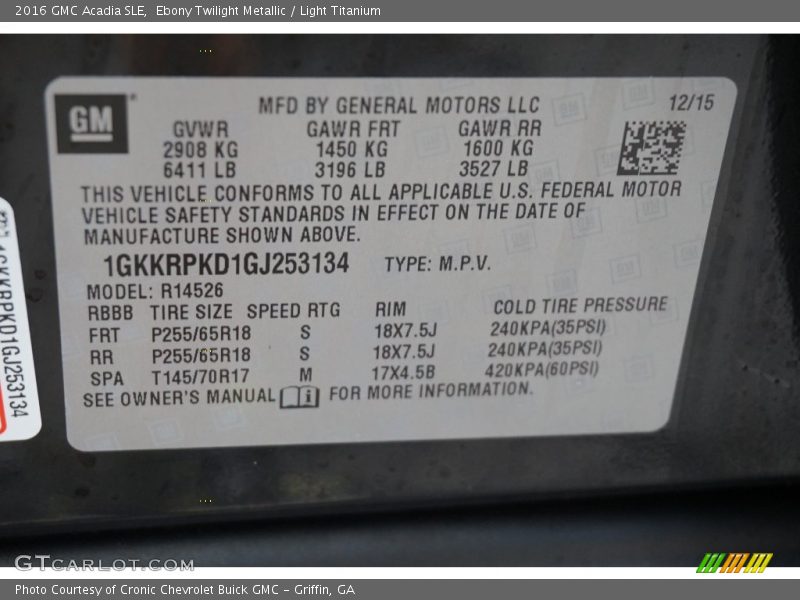 2016 GMC Acadia SLE, Ebony Twilight Metallic / Light Titanium
GM
MFD BY GENERAL MOTORS LLC 12/15
GVWR GAWR FRT GAWR RR
2908 KG 1450 KG 1600 KG
6411 LB 3196 LB 3527 LB
THIS VEHICLE CONFORMS TO ALL APPLICABLE U.S. FEDERAL MOTOR
VEHICLE SAFETY STANDARDS IN EFFECT ON THE DATE OF
MANUFACTURE SHOWN ABOVE.
1GKKRPKD1GJ253134 TYPE: M.P.V.
MODEL: R14526
RBBB TIRE SIZE SPEED RTG RIM COLD TIRE PRESSURE
FRT P255/65R18 S 18X7.5J 240KPA(35PSI)
RR P255/65R18 S 18X7.5J 240KPA(35PSI)
SPA T145/70R17 M 17X4.5B 420KPA(60PSI)
SEE OWNER'S MANUAL i FOR MORE INFORMATION.
1GKKRPKD1GJ253134
GTCARLOT.COM
Photo Courtesy of Cronic Chevrolet Buick GMC - Griffin, GA